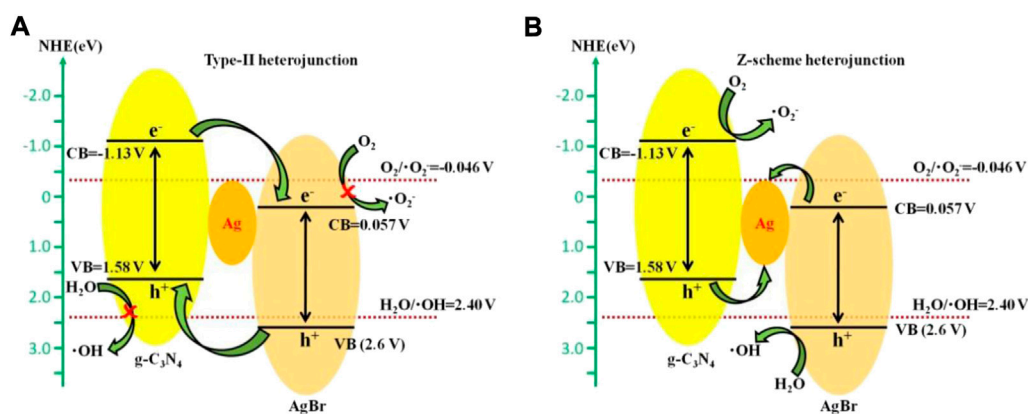 A
NHE(eV)
Type-II heterojunction
-2.0
-1.0
0
1.0
2.0
3.0
e⁻
CB=-1.13 V
O₂
O₂/·O₂⁻=-0.046 V
·O₂⁻
e⁻
CB=0.057 V
Ag
VB=1.58 V
h⁺
H₂O
H₂O/·OH=2.40 V
·OH
h⁺
VB (2.6 V)
g-C₃N₄
AgBr
B
NHE(eV)
Z-scheme heterojunction
-2.0
-1.0
0
1.0
2.0
3.0
O₂
·O₂⁻
e⁻
CB=-1.13 V
O₂/·O₂⁻=-0.046 V
e⁻
CB=0.057 V
Ag
VB=1.58 V
h⁺
H₂O/·OH=2.40 V
VB (2.6 V)
h⁺
·OH
H₂O
g-C₃N₄
AgBr